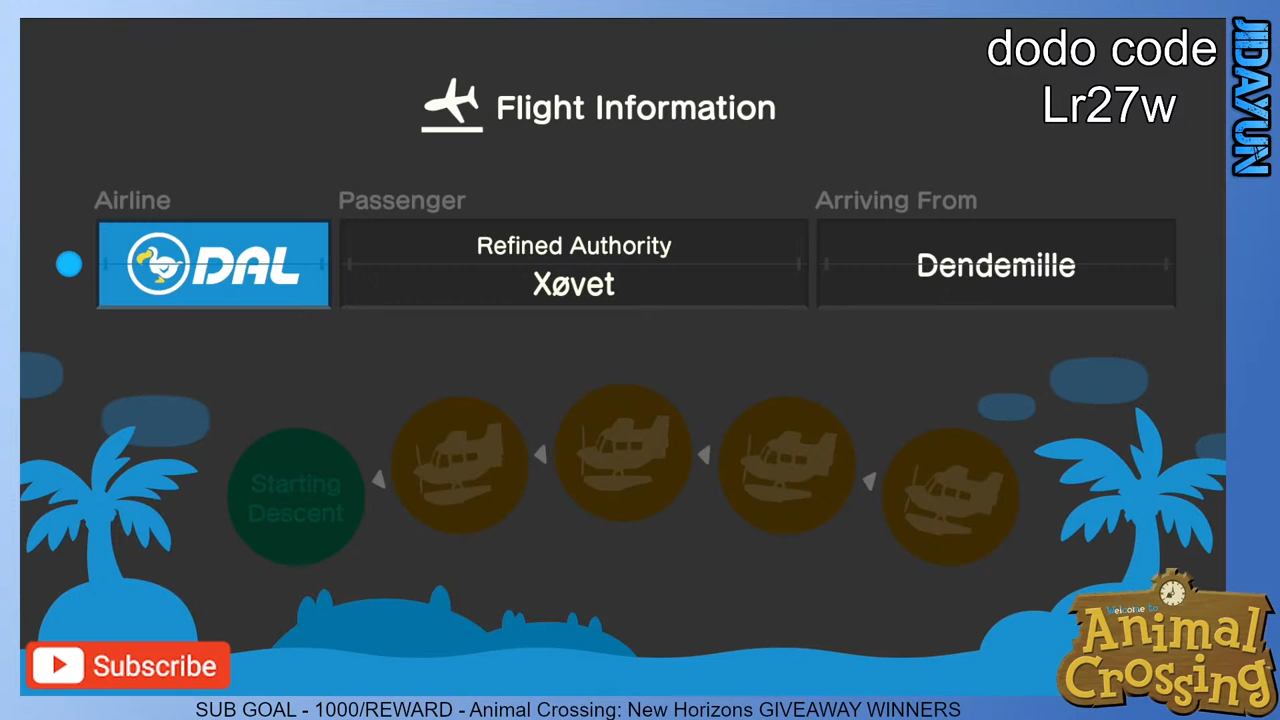 dodo code
Lr27w
JIDAVUN
Flight Information
Airline
Passenger
Arriving From
DAL
Refined Authority
Xøvet
Dendemille
Starting
Descent
Welcome to
Animal
Crossing
Subscribe
SUB GOAL - 1000/REWARD - Animal Crossing: New Horizons GIVEAWAY WINNERS